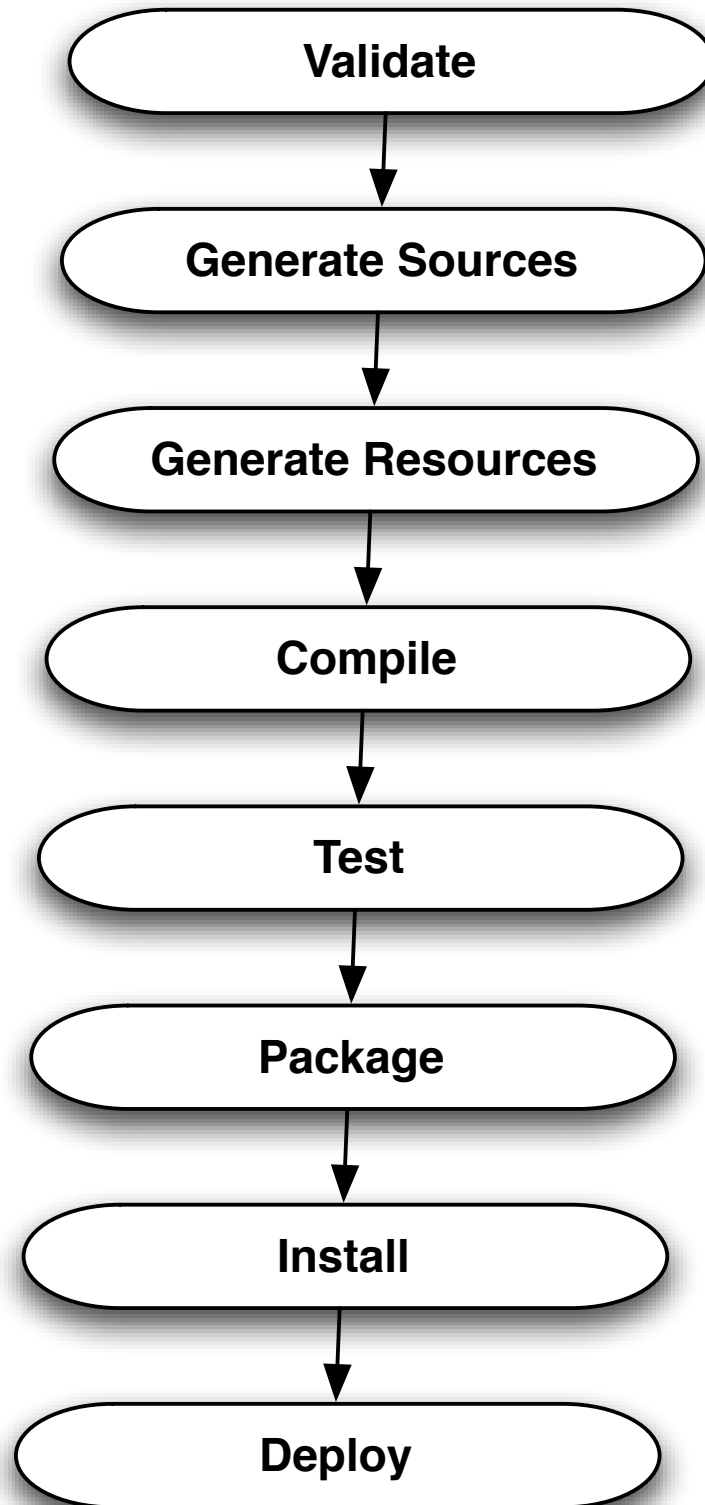 Validate
Generate Sources
Generate Resources
Compile
Test
Package
Install
Deploy